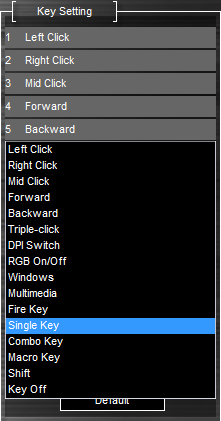 Key Setting
1 Left Click
2 Right Click
3 Mid Click
4 Forward
5 Backward
Left Click
Right Click
Mid Click
Forward
Backward
Triple-click
DPI Switch
RGB On/Off
Windows
Multimedia
Fire Key
Single Key
Combo Key
Macro Key
Shift
Key Off
Default